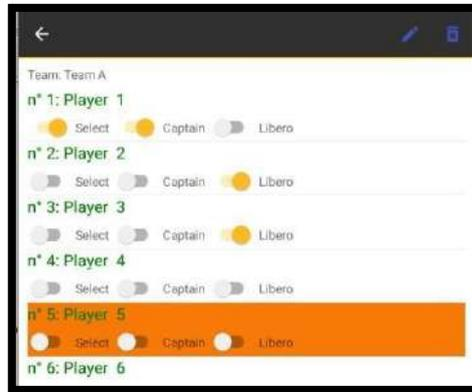 Team: Team A
n° 1: Player 1
Select Captain Libero
n° 2: Player 2
Select Captain Libero
n° 3: Player 3
Select Captain Libero
n° 4: Player 4
Select Captain Libero
n° 5: Player 5
Select Captain Libero
n° 6: Player 6